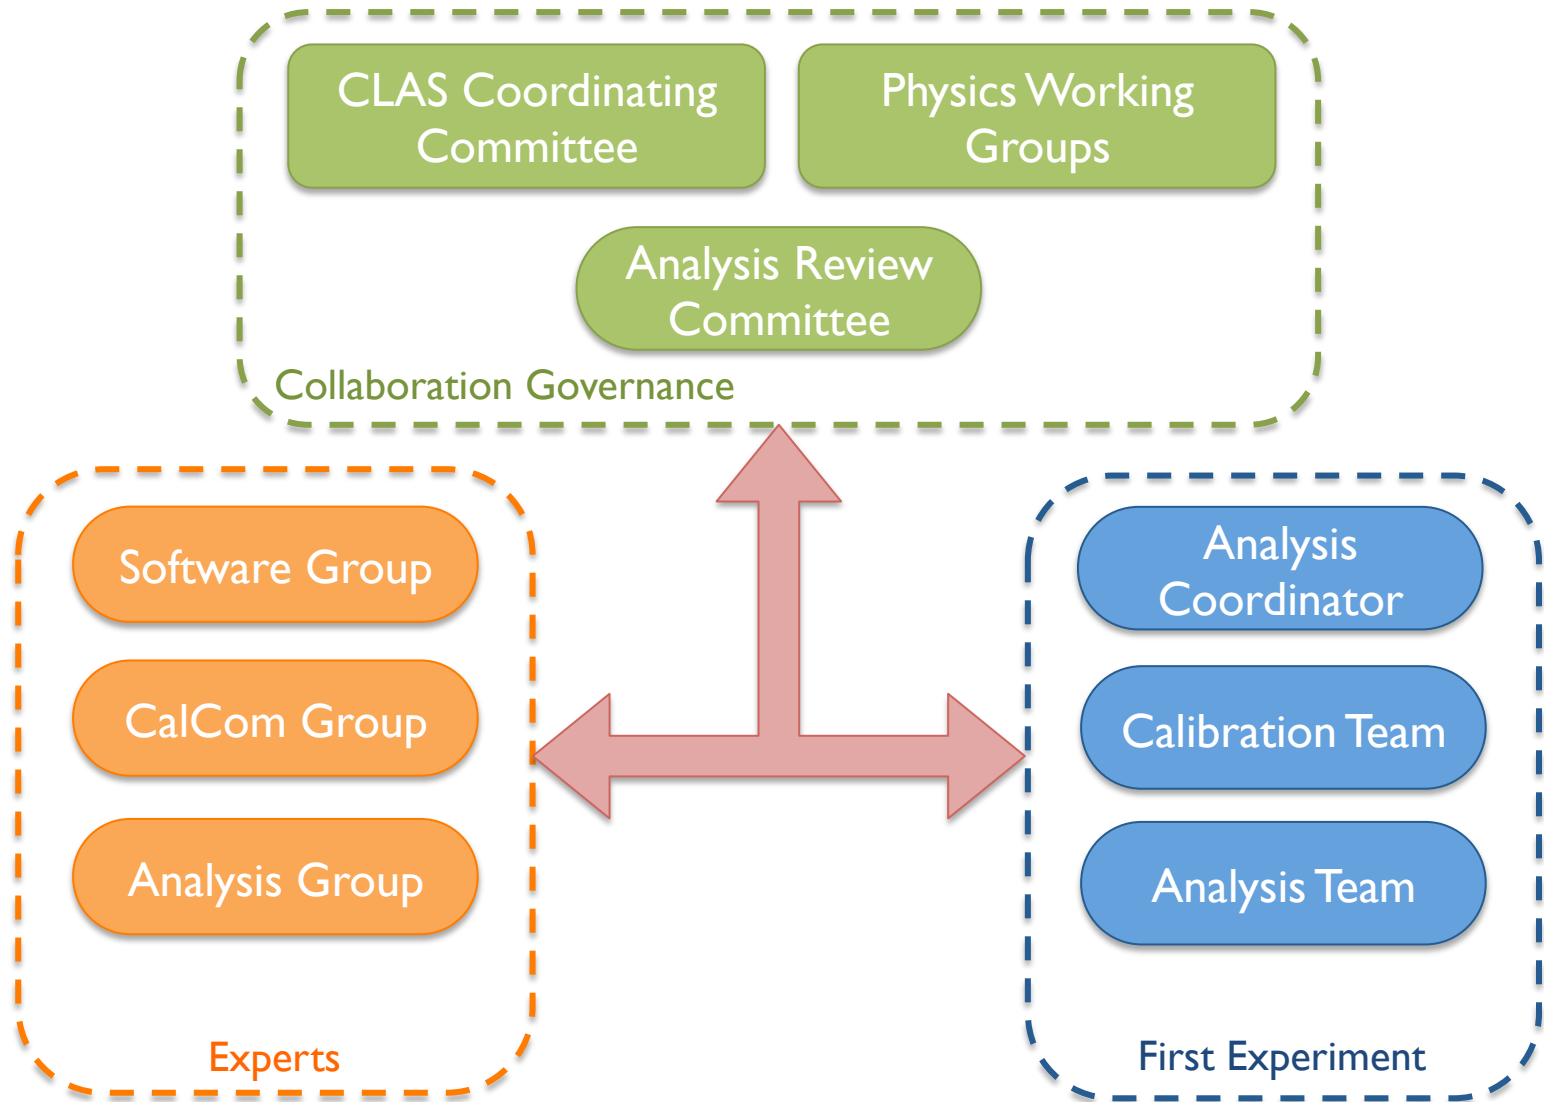 CLAS Coordinating
Committee
Physics Working
Groups
Analysis Review
Committee
Collaboration Governance
Software Group
CalCom Group
Analysis Group
Experts
Analysis
Coordinator
Calibration Team
Analysis Team
First Experiment